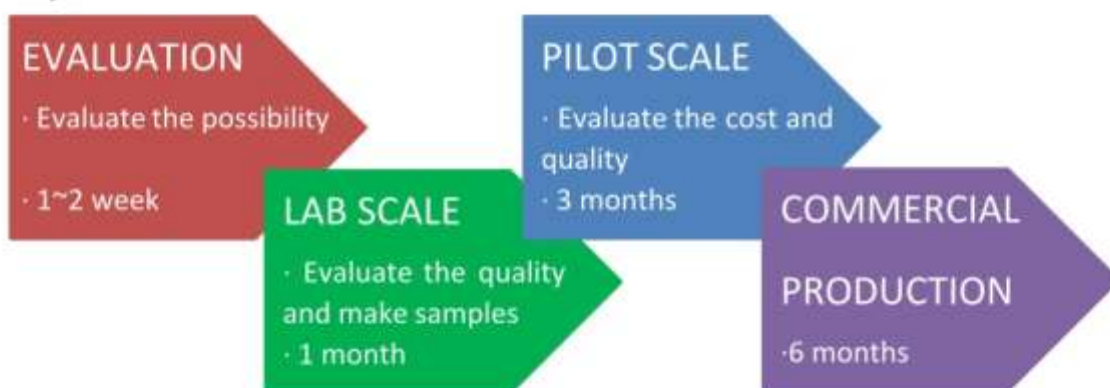 EVALUATION
· Evaluate the possibility
· 1~2 week
LAB SCALE
· Evaluate the quality
and make samples
· 1 month
PILOT SCALE
· Evaluate the cost and
quality
· 3 months
COMMERCIAL
PRODUCTION
·6 months